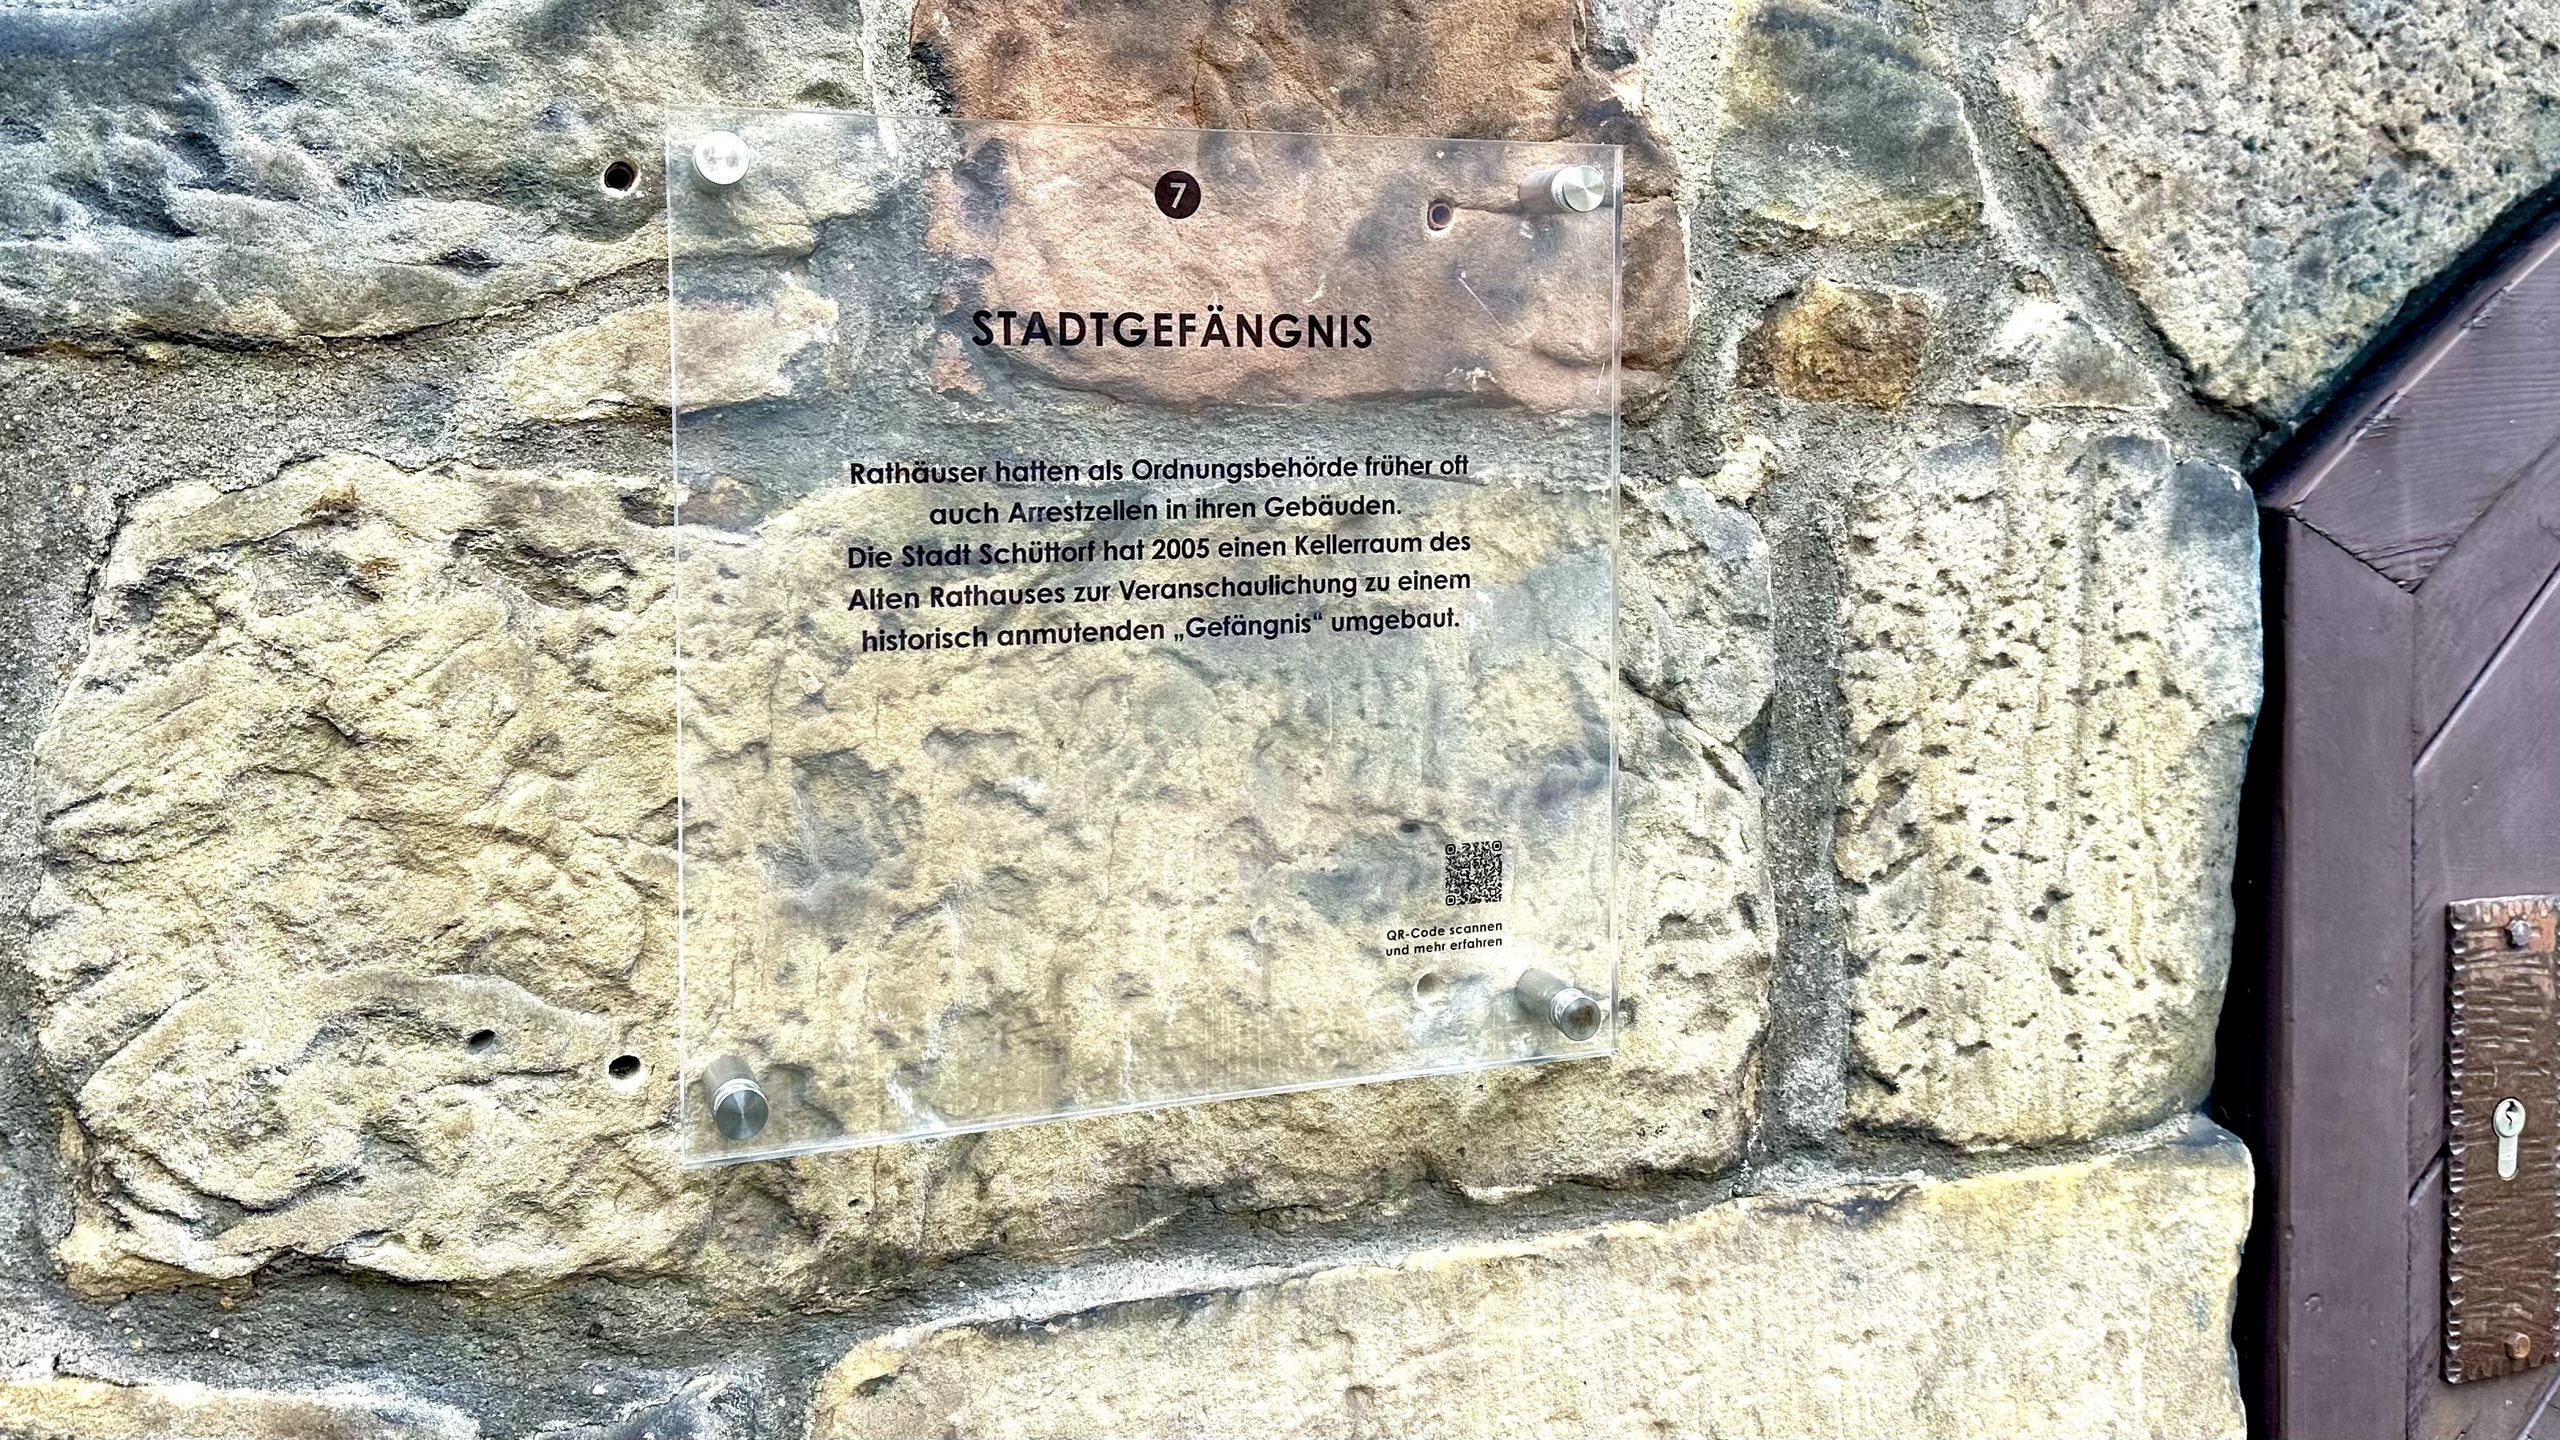 7
STADTGEFÄNGNIS
Rathäuser hatten als Ordnungsbehörde früher oft
auch Arrestzellen in ihren Gebäuden.
Die Stadt Schüttorf hat 2005 einen Kellerraum des
Alten Rathauses zur Veranschaulichung zu einem
historisch anmutenden „Gefängnis“ umgebaut.
QR-Code scannen
und mehr erfahren